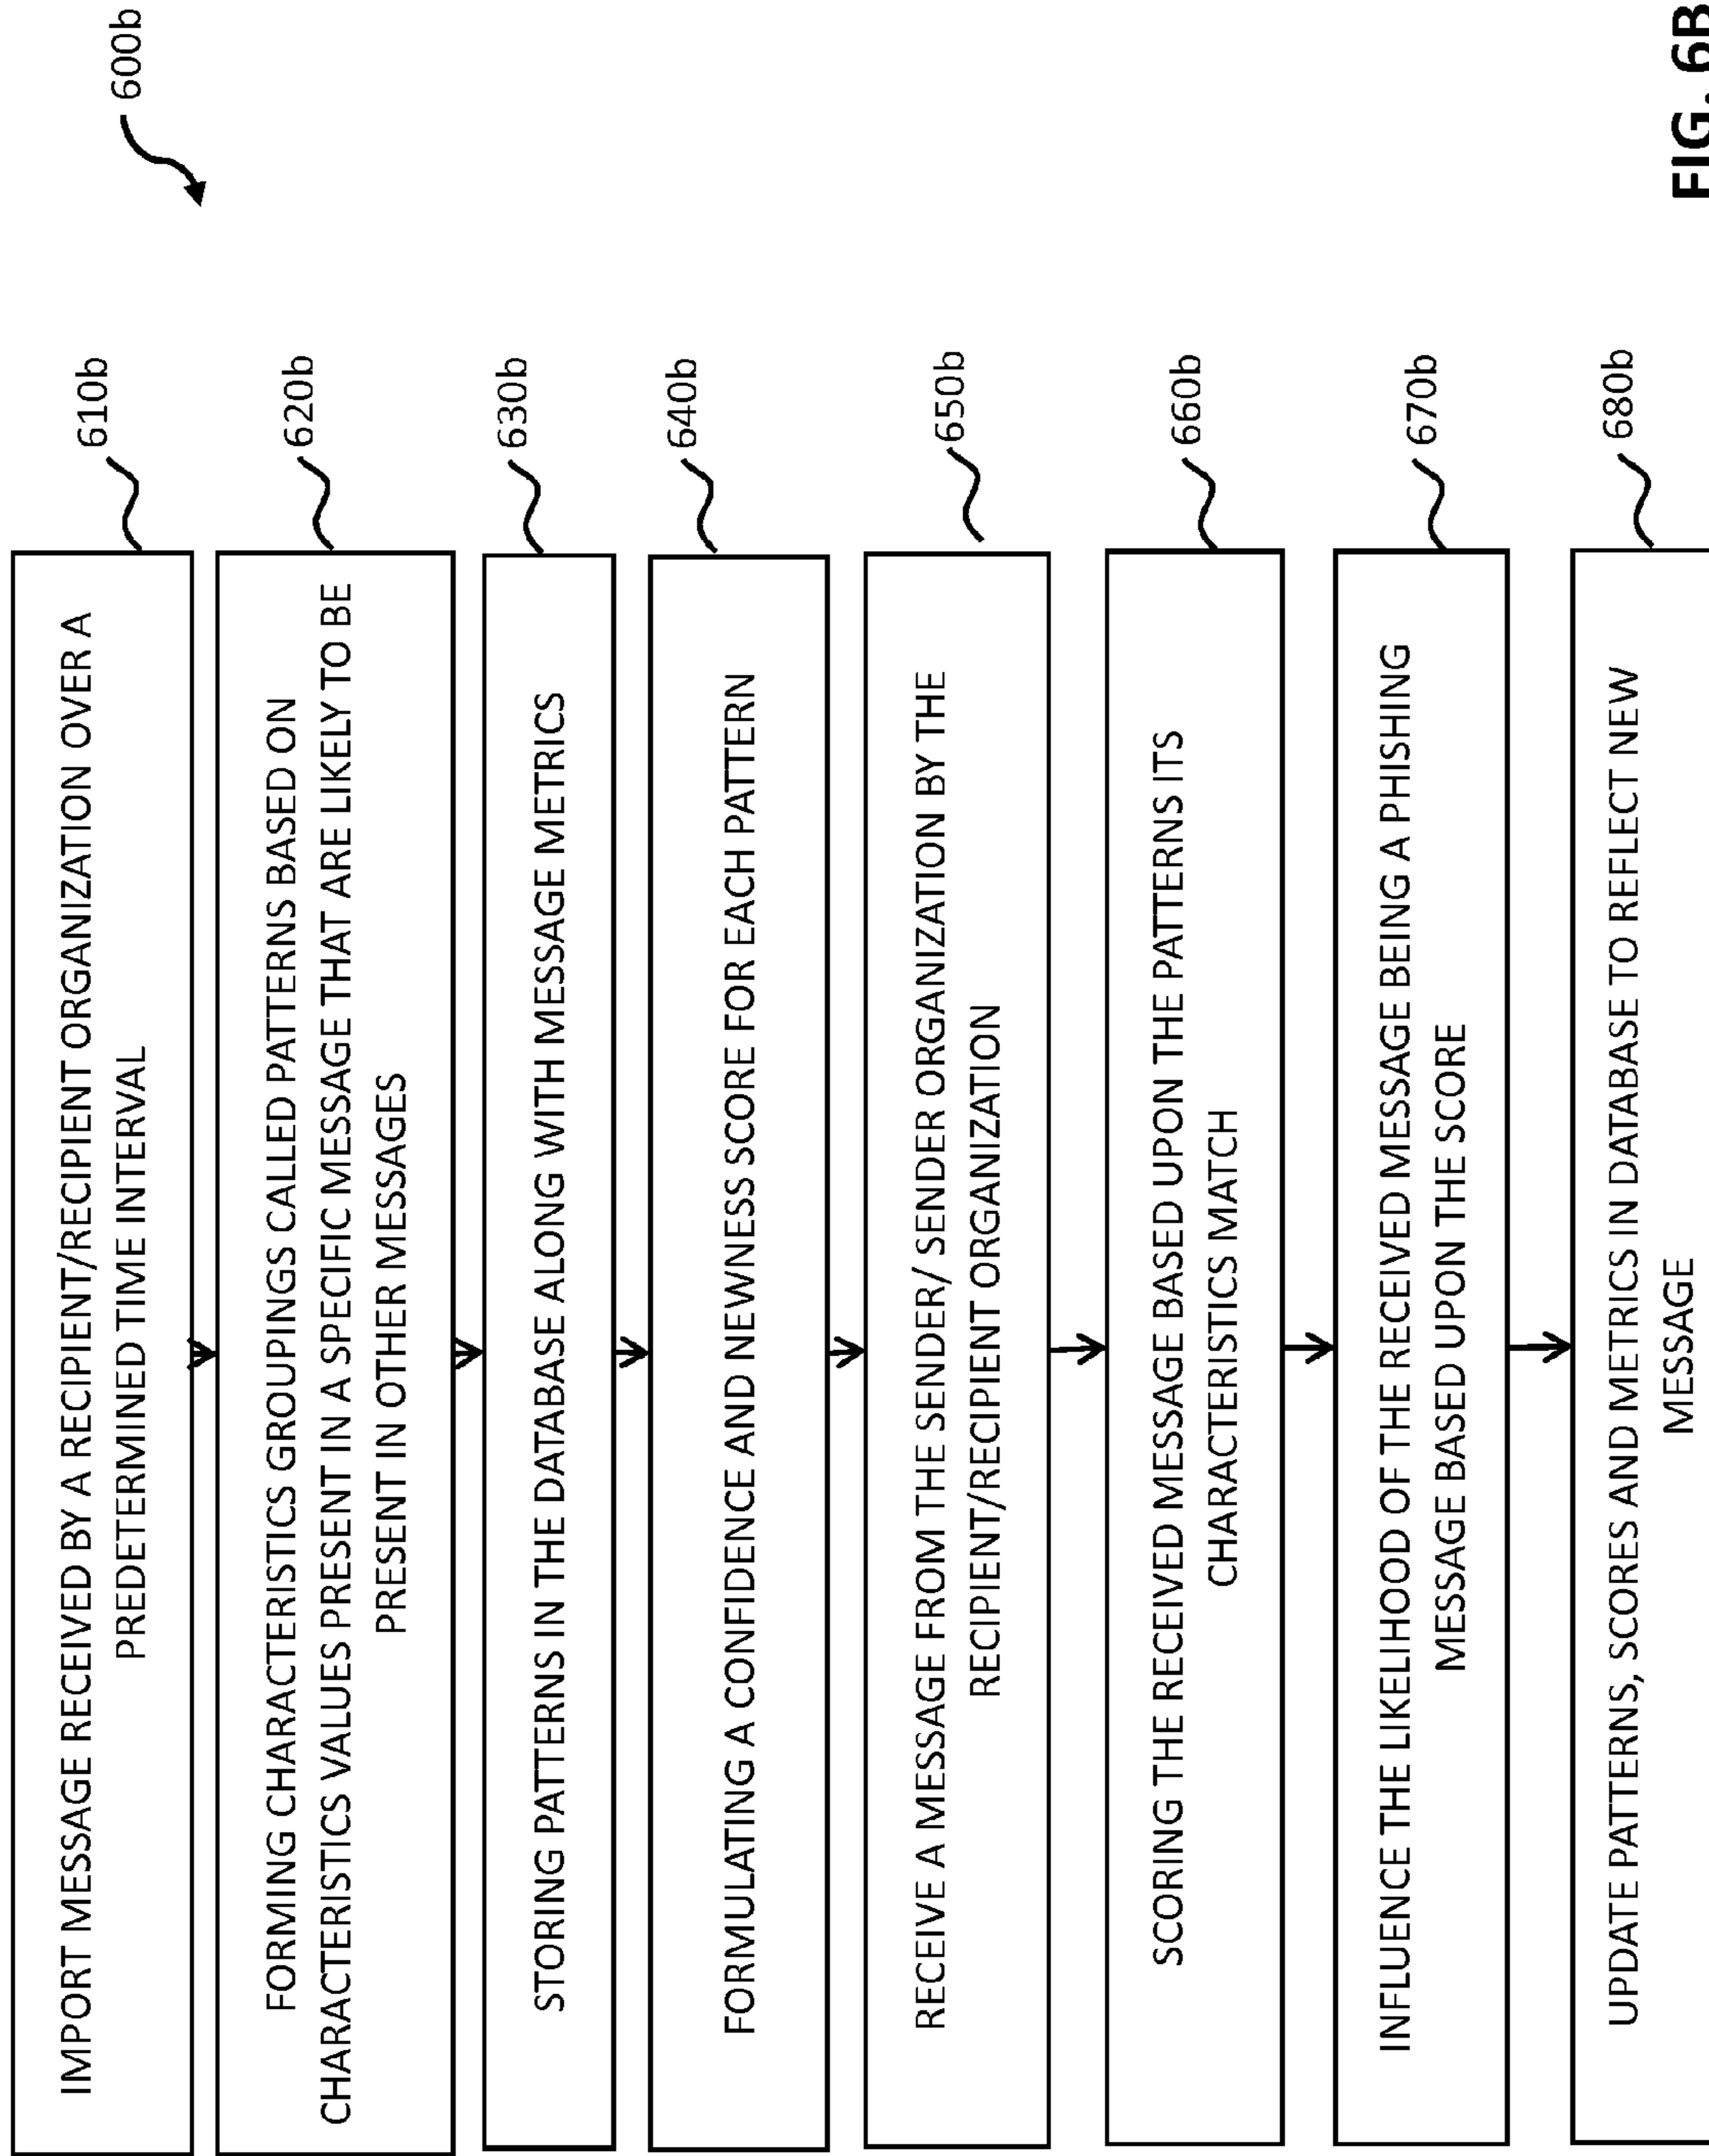 600b
IMPORT MESSAGE RECEIVED BY A RECIPIENT/RECIPIENT ORGANIZATION OVER A
PREDETERMINED TIME INTERVAL
610b
FORMING CHARACTERISTICS GROUPINGS CALLED PATTERNS BASED ON
CHARACTERISTICS VALUES PRESENT IN A SPECIFIC MESSAGE THAT ARE LIKELY TO BE
PRESENT IN OTHER MESSAGES
620b
STORING PATTERNS IN THE DATABASE ALONG WITH MESSAGE METRICS
630b
FORMULATING A CONFIDENCE AND NEWNESS SCORE FOR EACH PATTERN
640b
RECEIVE A MESSAGE FROM THE SENDER/ SENDER ORGANIZATION BY THE
RECIPIENT/RECIPIENT ORGANIZATION
650b
SCORING THE RECEIVED MESSAGE BASED UPON THE PATTERNS ITS
CHARACTERISTICS MATCH
660b
INFLUENCE THE LIKELIHOOD OF THE RECEIVED MESSAGE BEING A PHISHING
MESSAGE BASED UPON THE SCORE
670b
UPDATE PATTERNS, SCORES AND METRICS IN DATABASE TO REFLECT NEW
MESSAGE
680b
FIG. 6B